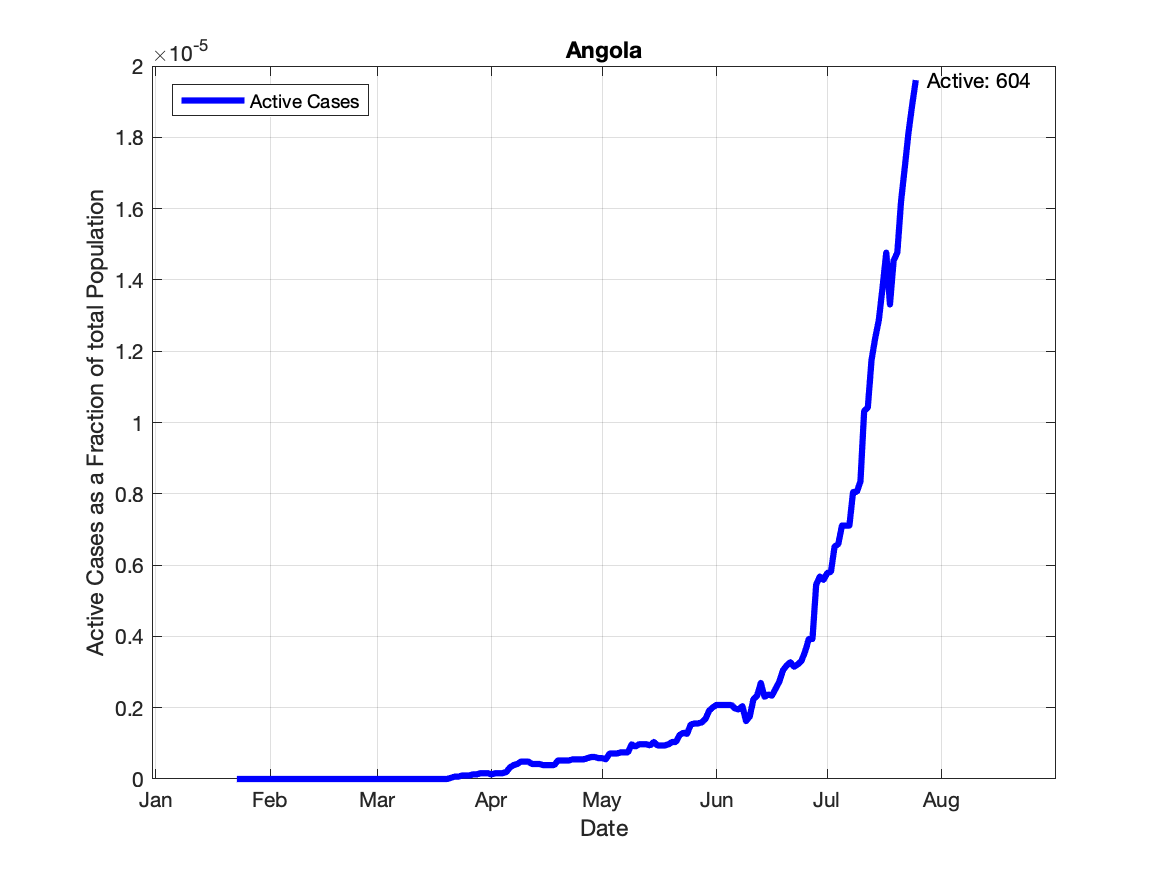 Angola
×10-5
Active Cases
Active: 604
Active Cases as a Fraction of total Population
2
1.8
1.6
1.4
1.2
1
0.8
0.6
0.4
0.2
0
Jan Feb Mar Apr May Jun Jul Aug
Date